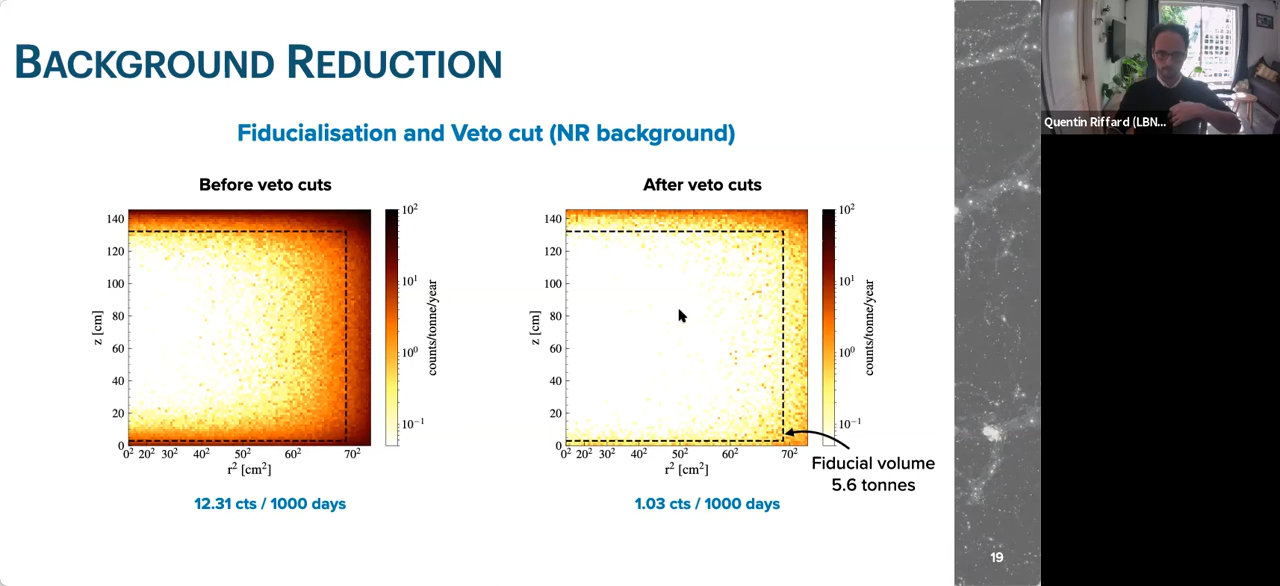 BACKGROUND REDUCTION
Fiducialisation and Veto cut (NR background)
Before veto cuts
140
120
100
80
60
40
20
0
z [cm]
0² 20² 30² 40² 50² 60² 70²
r² [cm²]
10²
10¹
10⁰
10⁻¹
counts/tonne/year
12.31 cts / 1000 days
After veto cuts
140
120
100
80
60
40
20
0
z [cm]
0² 20² 30² 40² 50² 60² 70²
r² [cm²]
10²
10¹
10⁰
10⁻¹
counts/tonne/year
1.03 cts / 1000 days
Fiducial volume
5.6 tonnes
19
Quentin Riffard (LBN...